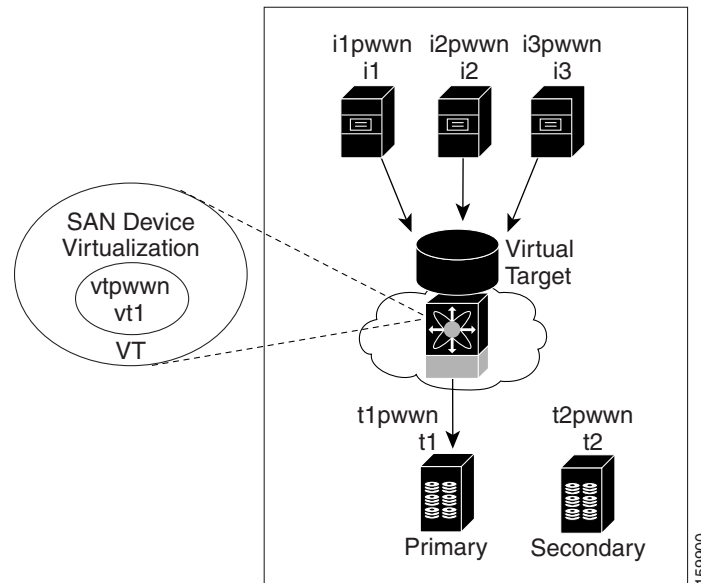 i1pwwn i2pwwn i3pwwn
i1 i2 i3
SAN Device
Virtualization
vtpwwn
vt1
VT
Virtual
Target
t1pwwn
t1
t2pwwn
t2
Primary
Secondary
159000